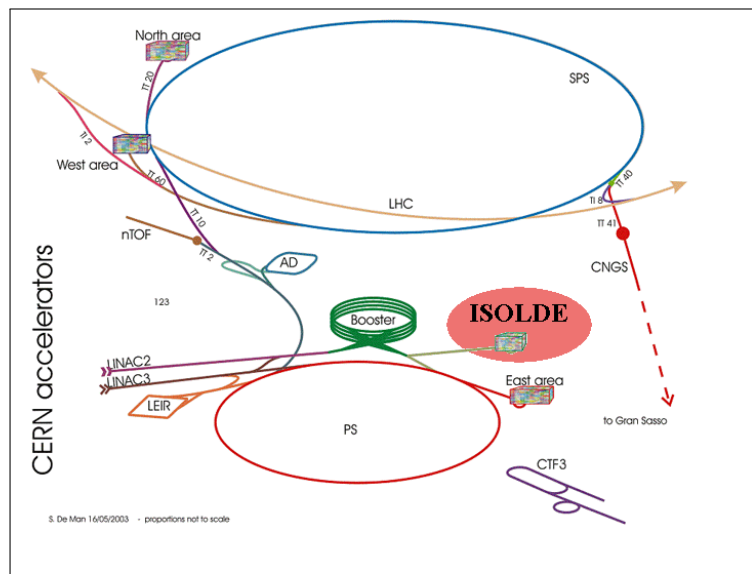 North area
SPS
TT 20
TI 2
West area
TT 60
TT 10
LHC
TT 40
TI 8
TT 41
nTOF
TT 2
AD
CNGS
123
Booster
ISOLDE
LINAC2
LINAC3
LEIR
East area
PS
to Gran Sasso
CTF3
CERN accelerators
S. De Man 16/05/2003 - proportions not to scale